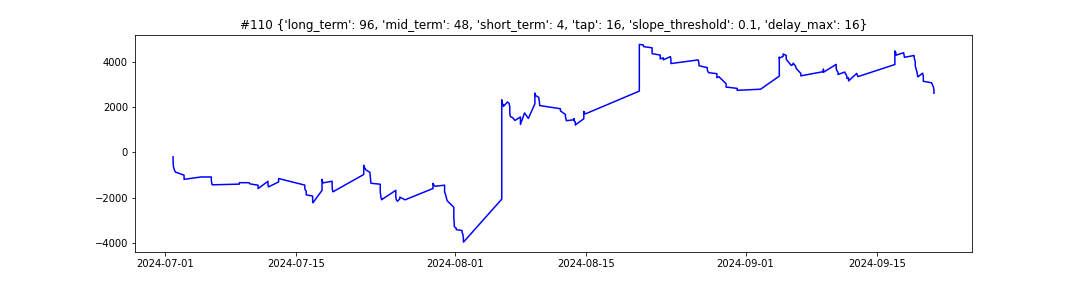 #110 {'long_term': 96, 'mid_term': 48, 'short_term': 4, 'tap': 16, 'slope_threshold': 0.1, 'delay_max': 16}
4000
2000
0
−2000
−4000
2024-07-01 2024-07-15 2024-08-01 2024-08-15 2024-09-01 2024-09-15